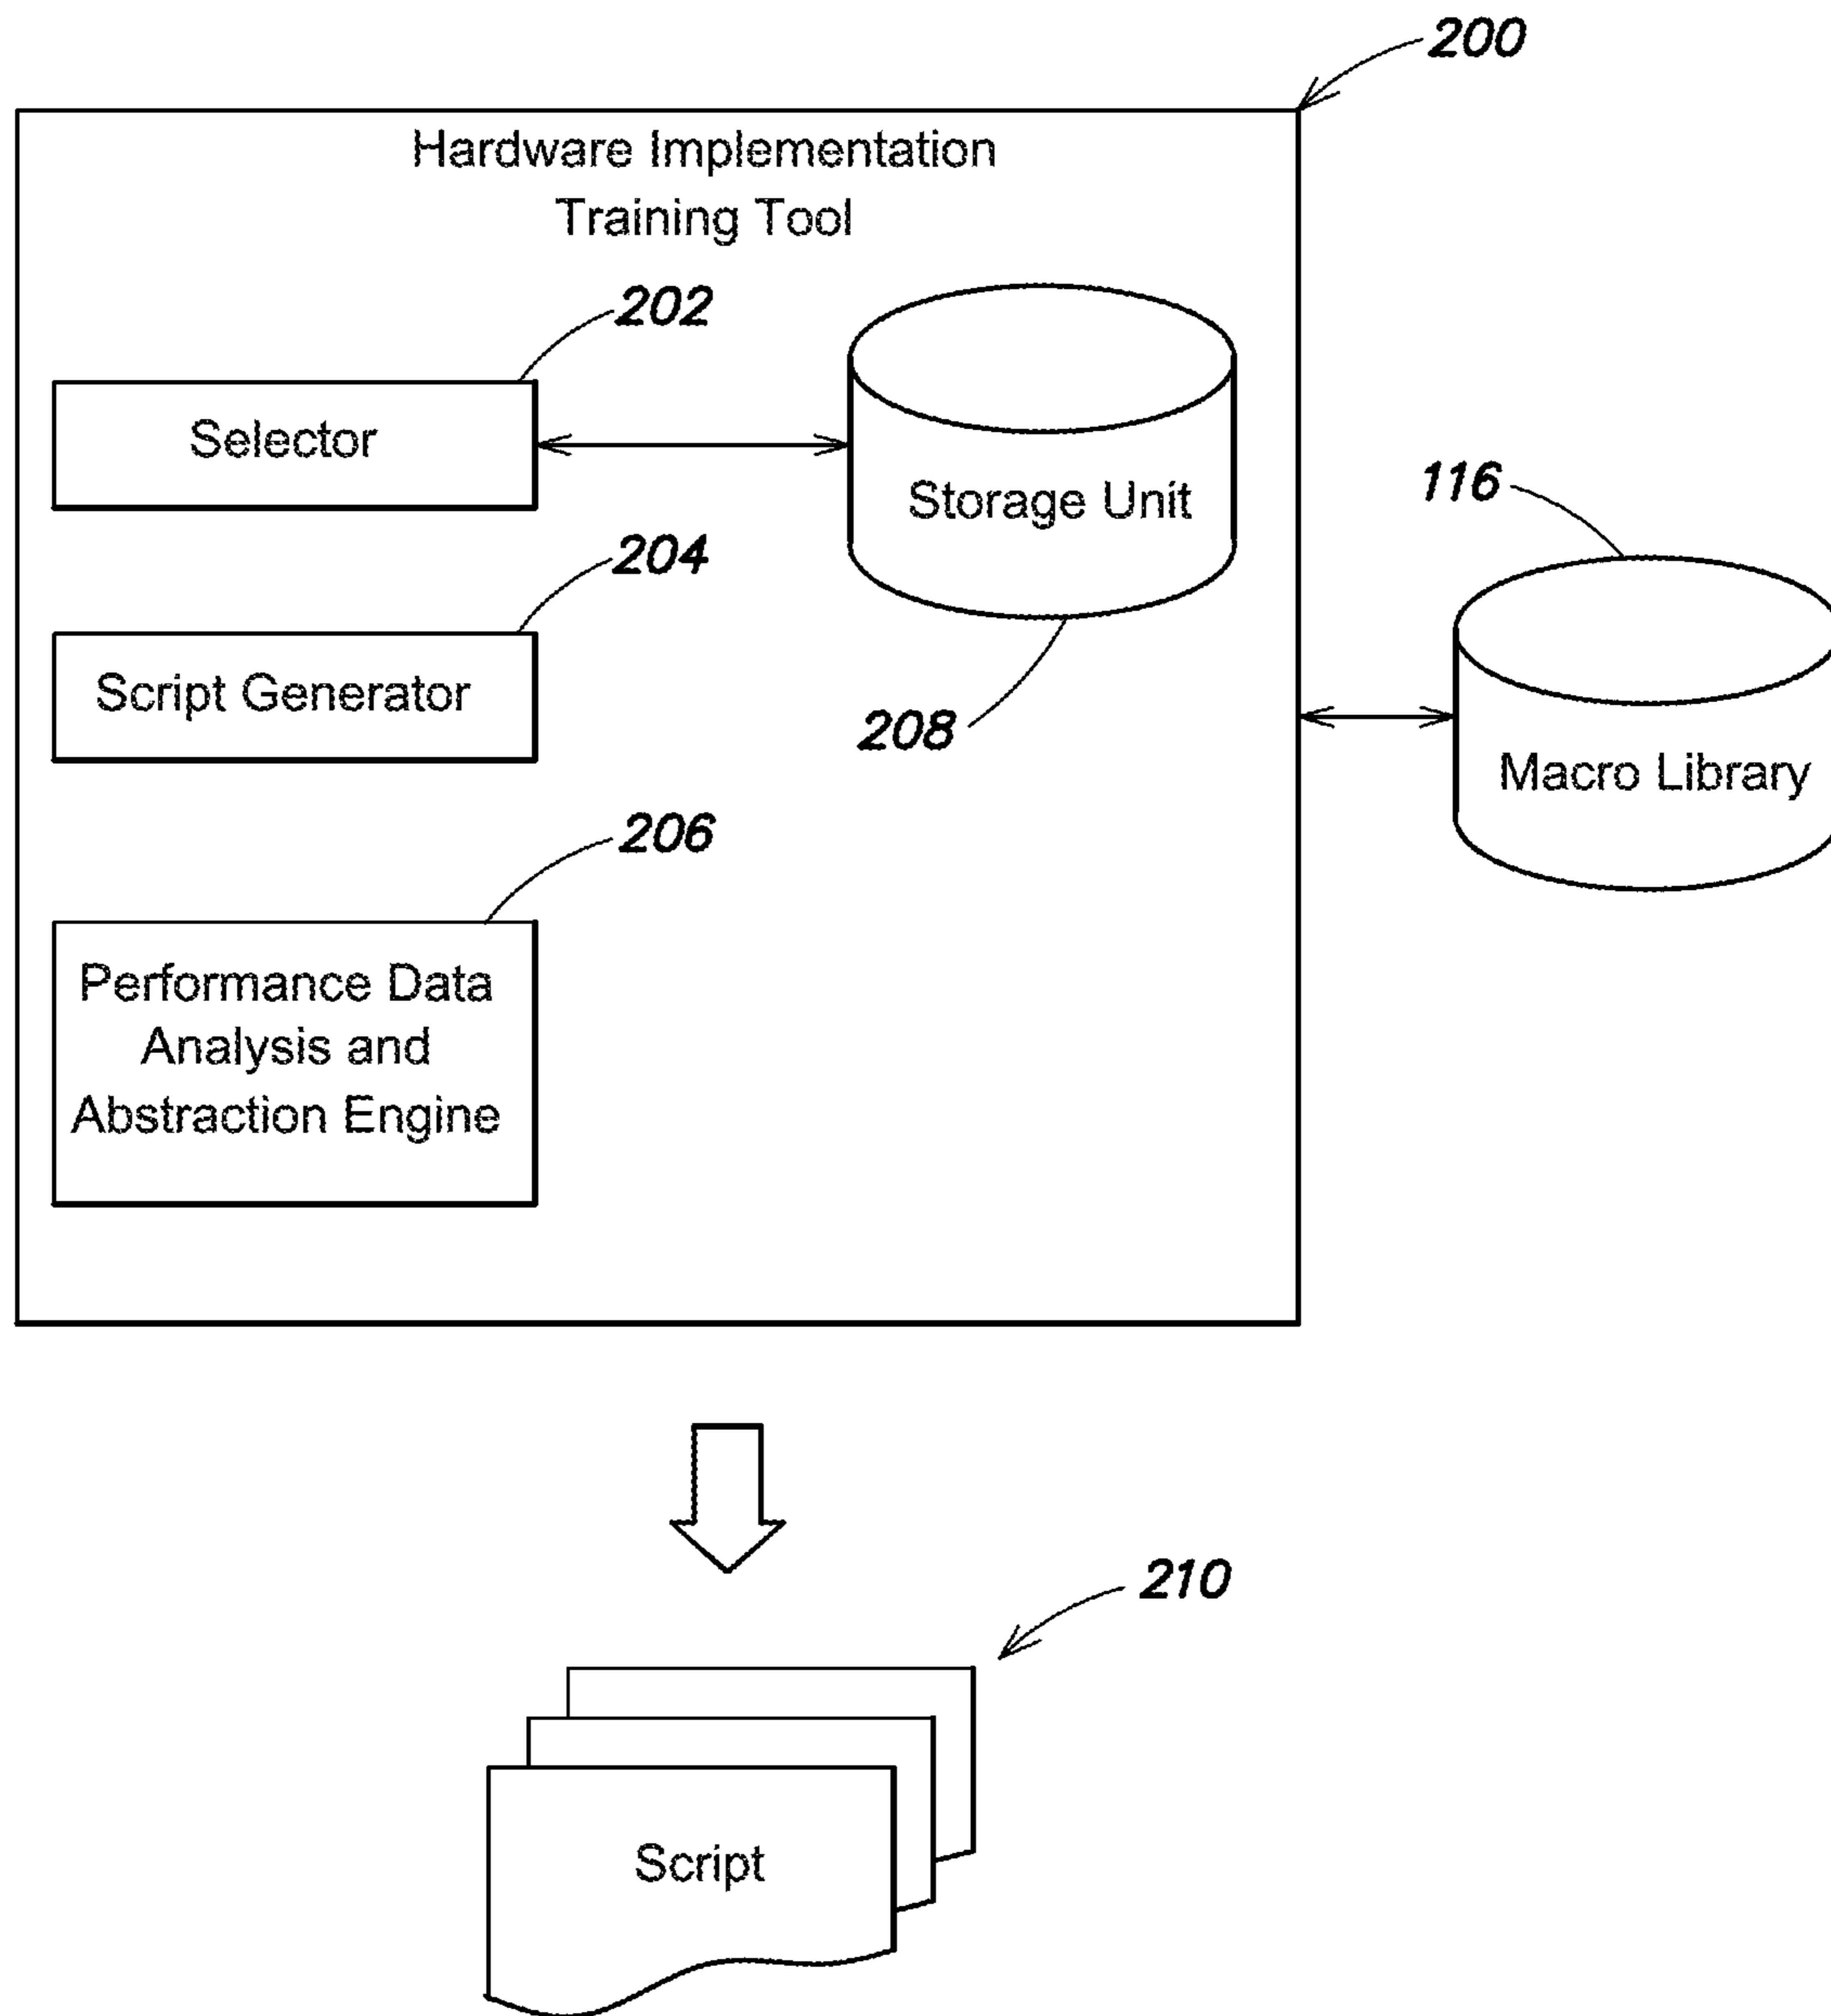 200
Hardware Implementation
Training Tool
202
Selector
Storage Unit
204
116
Script Generator
208
Macro Library
206
Performance Data
Analysis and
Abstraction Engine
210
Script